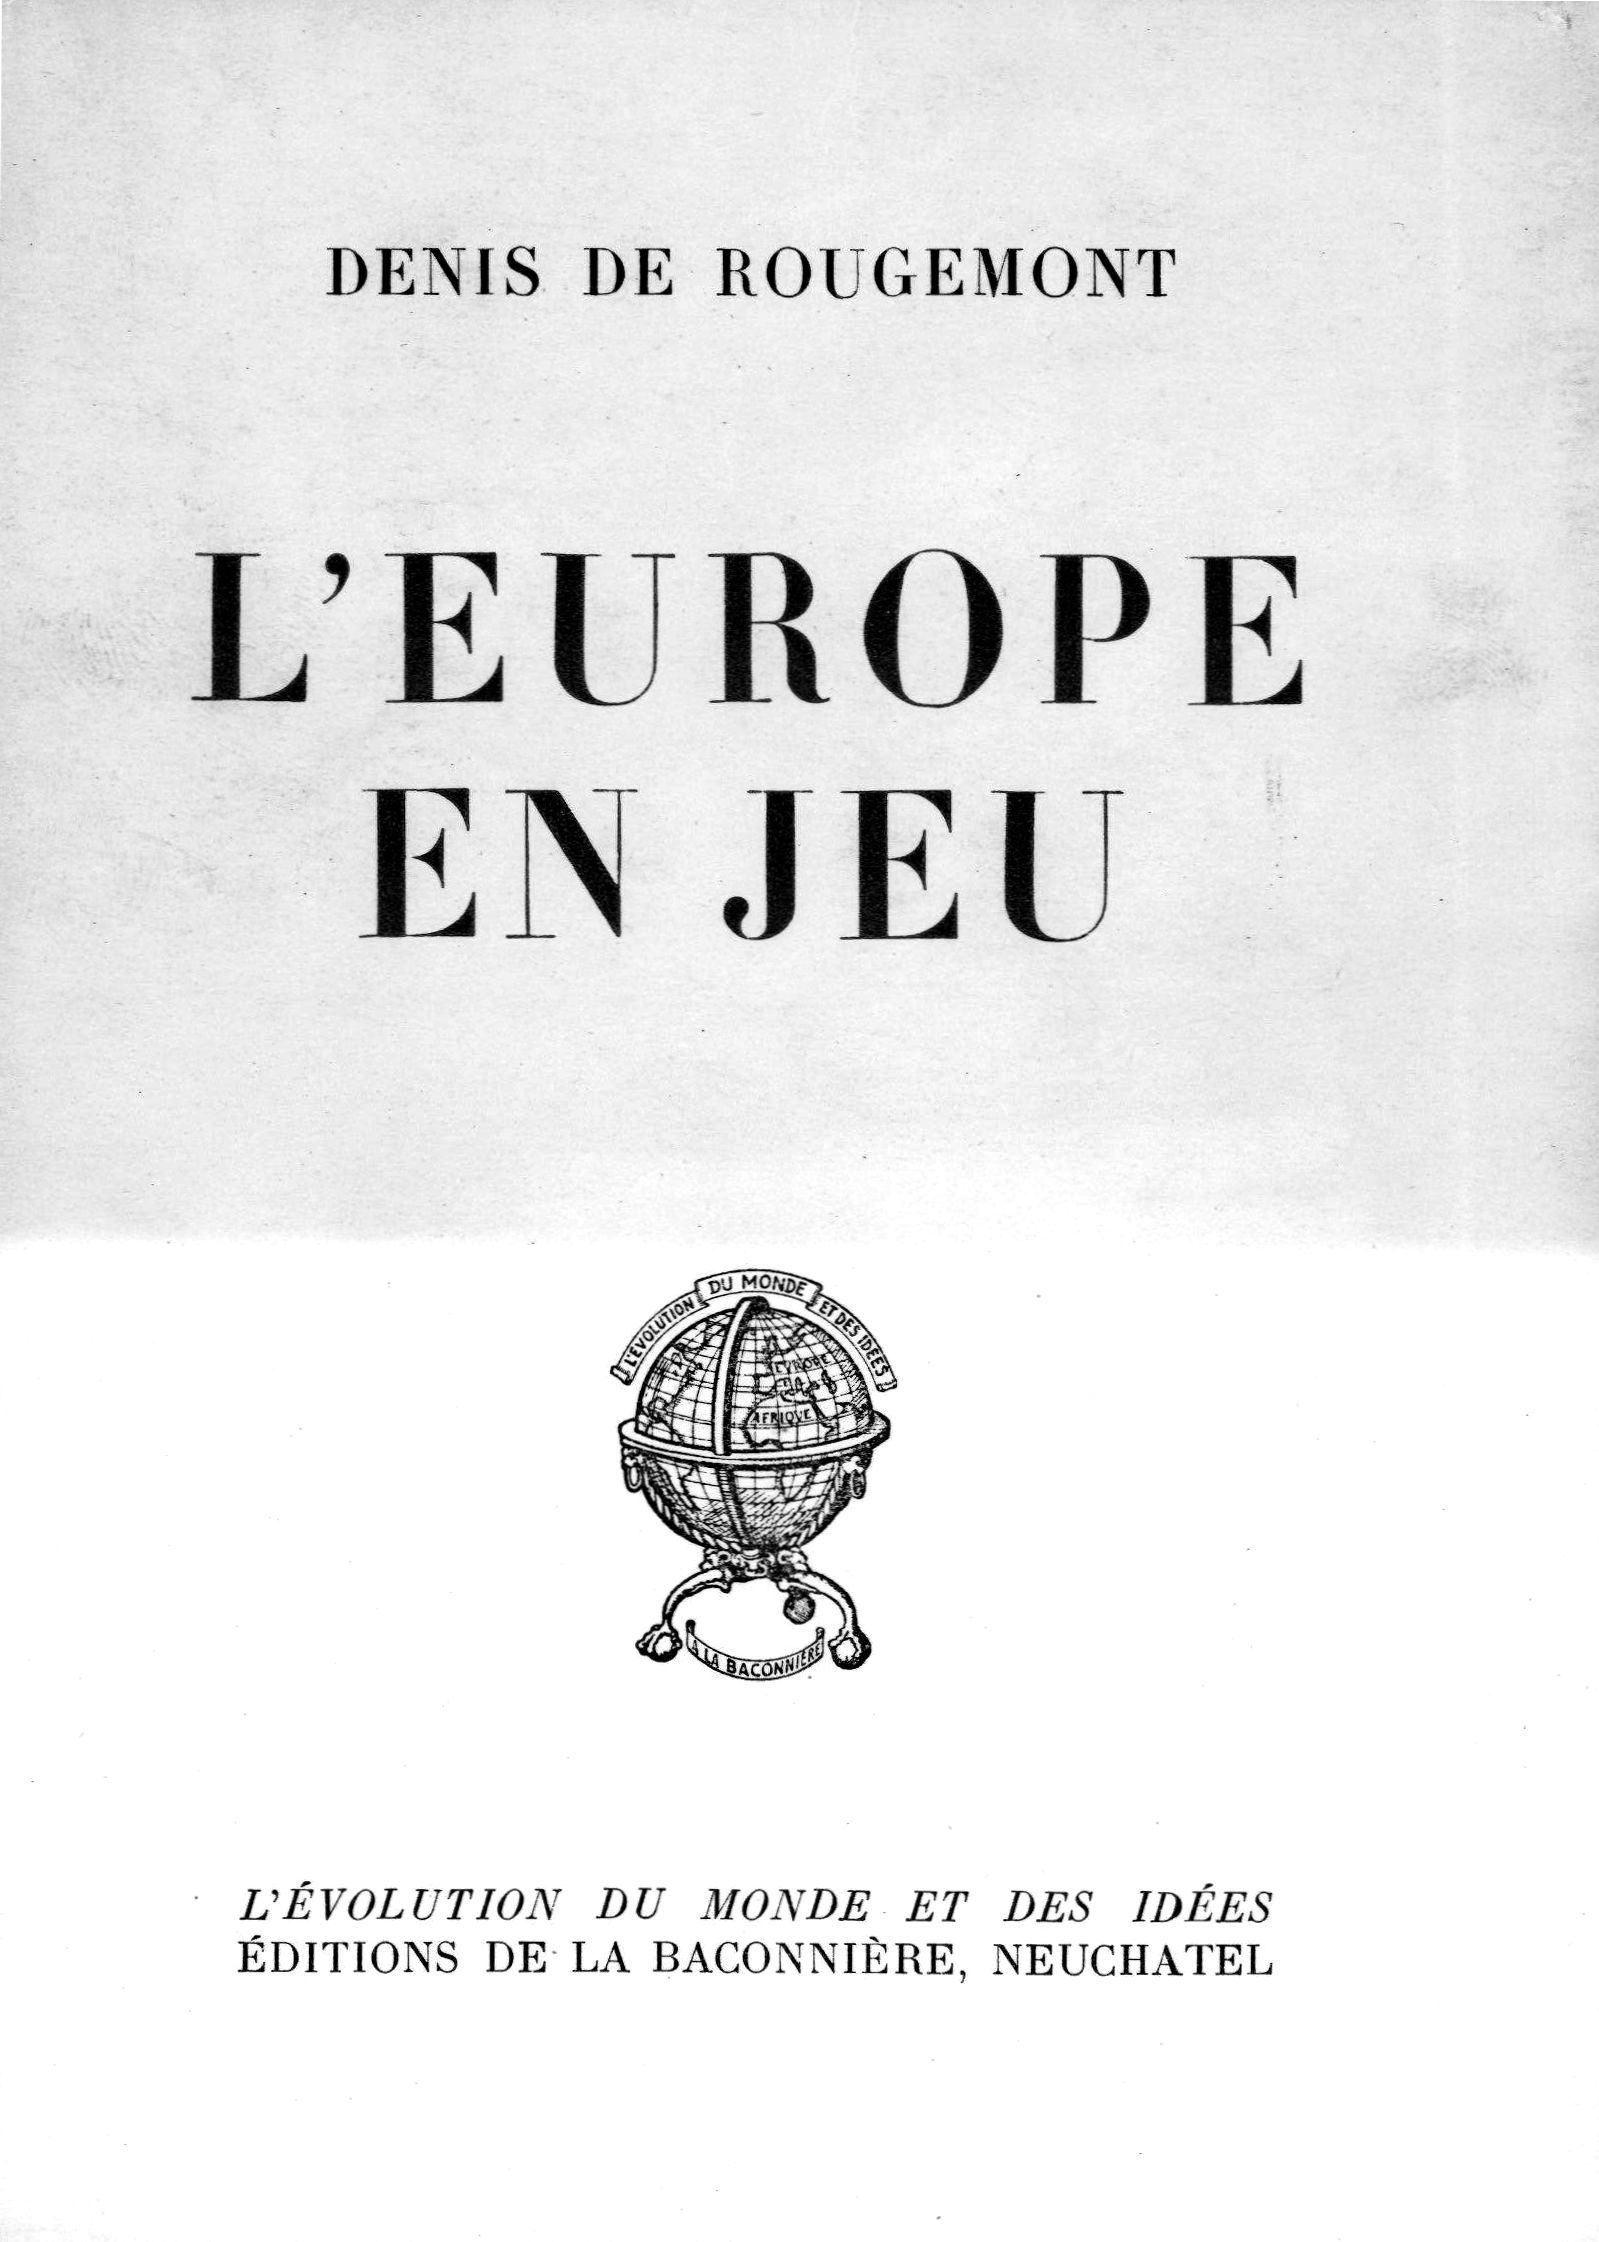 DENIS DE ROUGEMONT
L'EUROPE
EN JEU
L'ÉVOLUTION DU MONDE ET DES IDÉES
EUROPE
AFRIQUE
A LA BACONNIÈRE
L'ÉVOLUTION DU MONDE ET DES IDÉES
ÉDITIONS DE LA BACONNIÈRE, NEUCHATEL